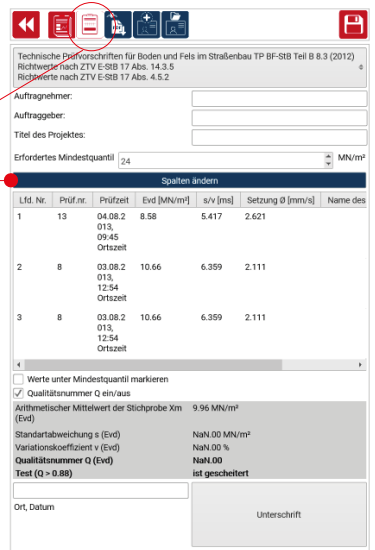 Technische Prüfvorschriften für Boden und Fels im Straßenbau TP BF-StB Teil B 8.3 (2012)
Richtwerte nach ZTV E-StB 17 Abs. 14.3.5
Richtwerte nach ZTV E-StB 17 Abs. 4.5.2
Auftragnehmer:
Auftraggeber:
Titel des Projektes:
Erfordertes Mindestquantil 24 MN/m²
Spalten ändern
Lfd. Nr. Prüf.nr. Prüfzeit Evd [MN/m²] s/v [ms] Setzung Ø [mm/s] Name des
1 13 04.08.2 8.58 5.417 2.621
013,
09:45
Ortszeit
2 8 03.08.2 10.66 6.359 2.111
013,
12:54
Ortszeit
3 8 03.08.2 10.66 6.359 2.111
013,
12:54
Ortszeit
Werte unter Mindestquantil markieren
Qualitätsnummer Q ein/aus
Arithmetischer Mittelwert der Stichprobe Xm 9.96 MN/m²
(Evd)
Standartabweichung s (Evd) NaN.00 MN/m²
Variationskoeffizient v (Evd) NaN.00 %
Qualitätsnummer Q (Evd) NaN.00
Test (Q > 0.88) ist gescheitert
Ort, Datum
Unterschrift